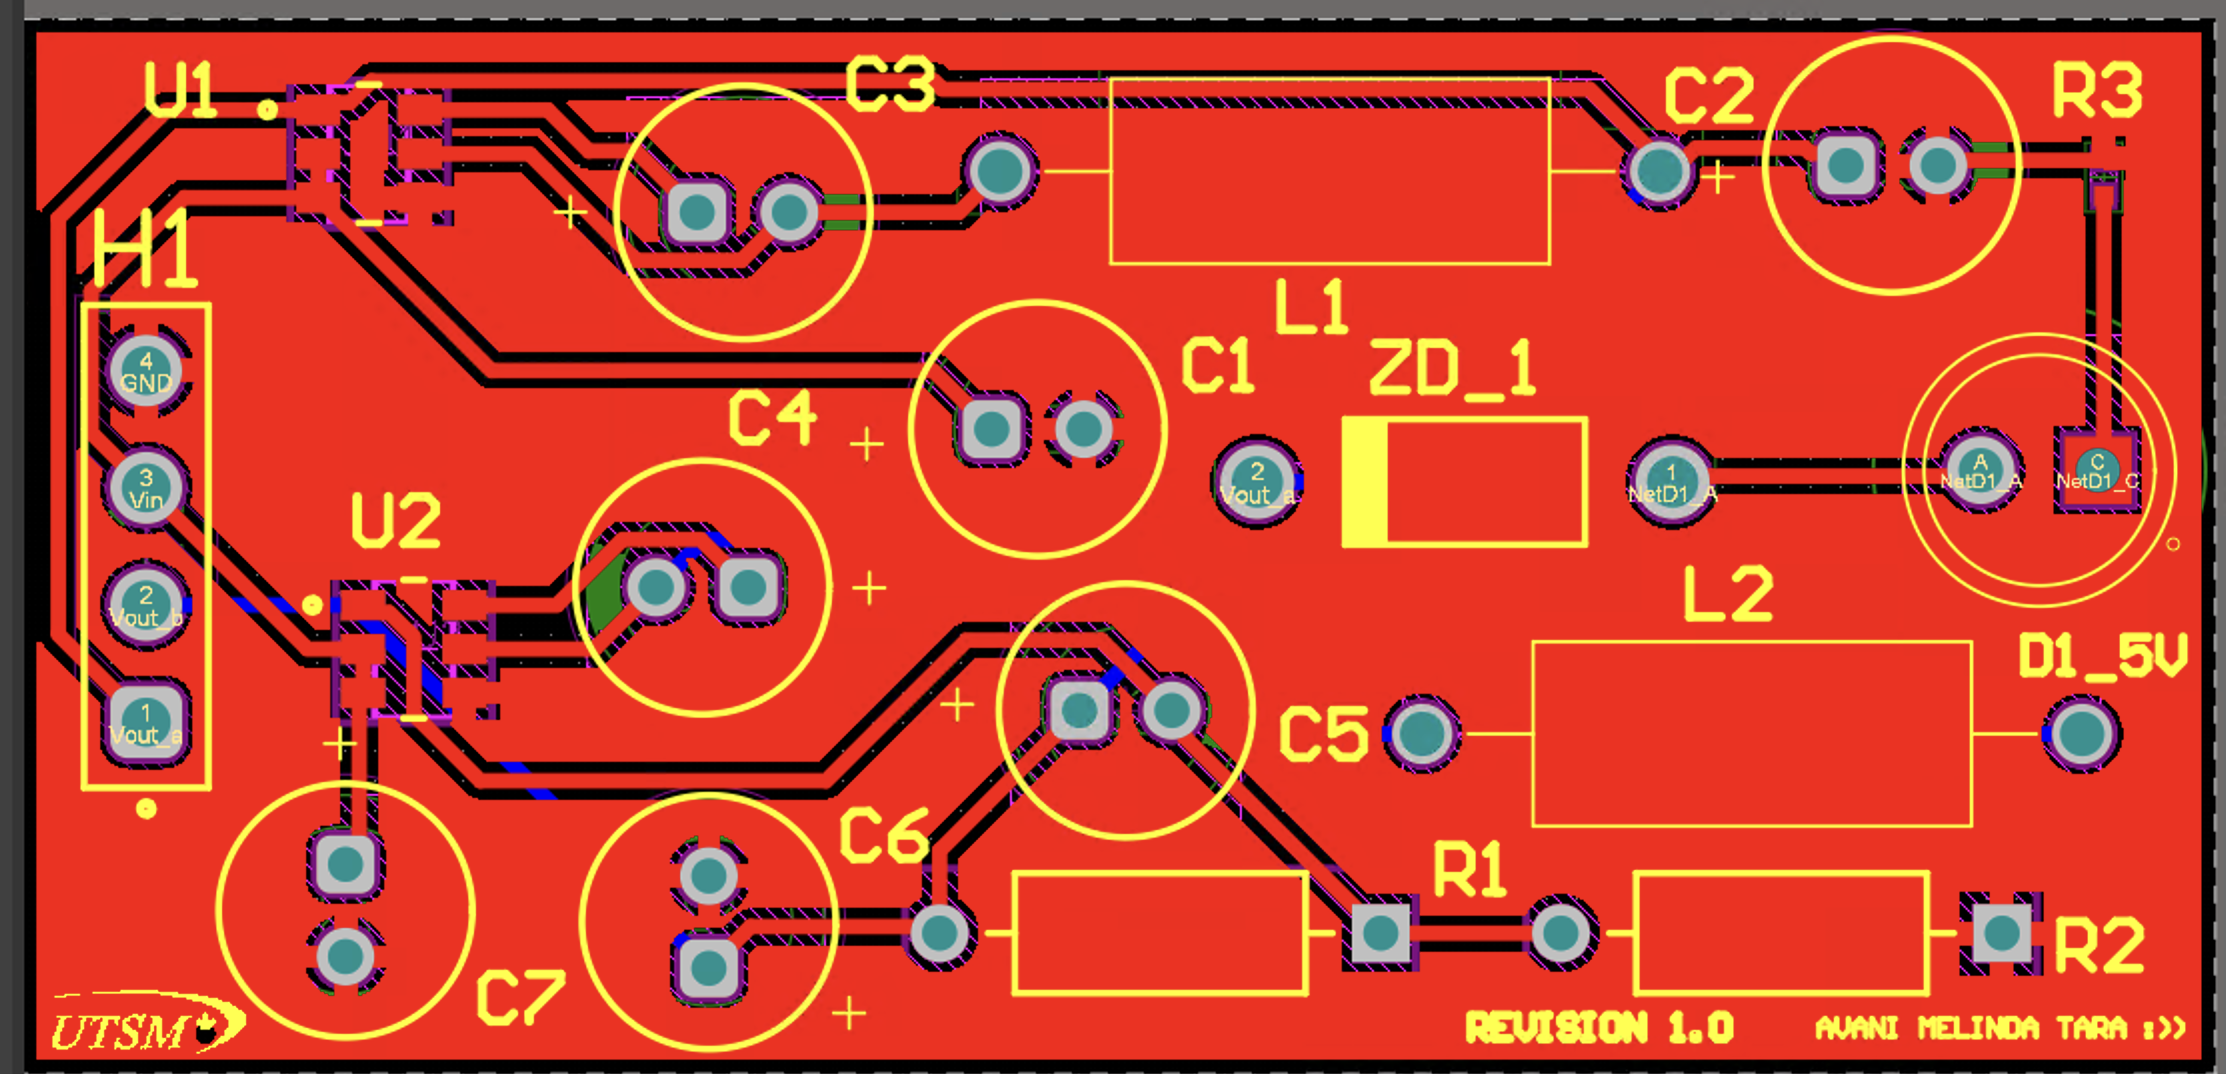 U1
C3
C2
R3
H1
L1
C1
ZD_1
4
GND
C4
3
Vin
2
Vout_a
1
NetD1_A
A
NetD1_A
C
NetD1_C
U2
L2
2
Vout_b
D1_5V
1
Vout_a
C5
C6
R1
R2
C7
UTSM
REVISION 1.0
AVANI MELINDA TARA :>>